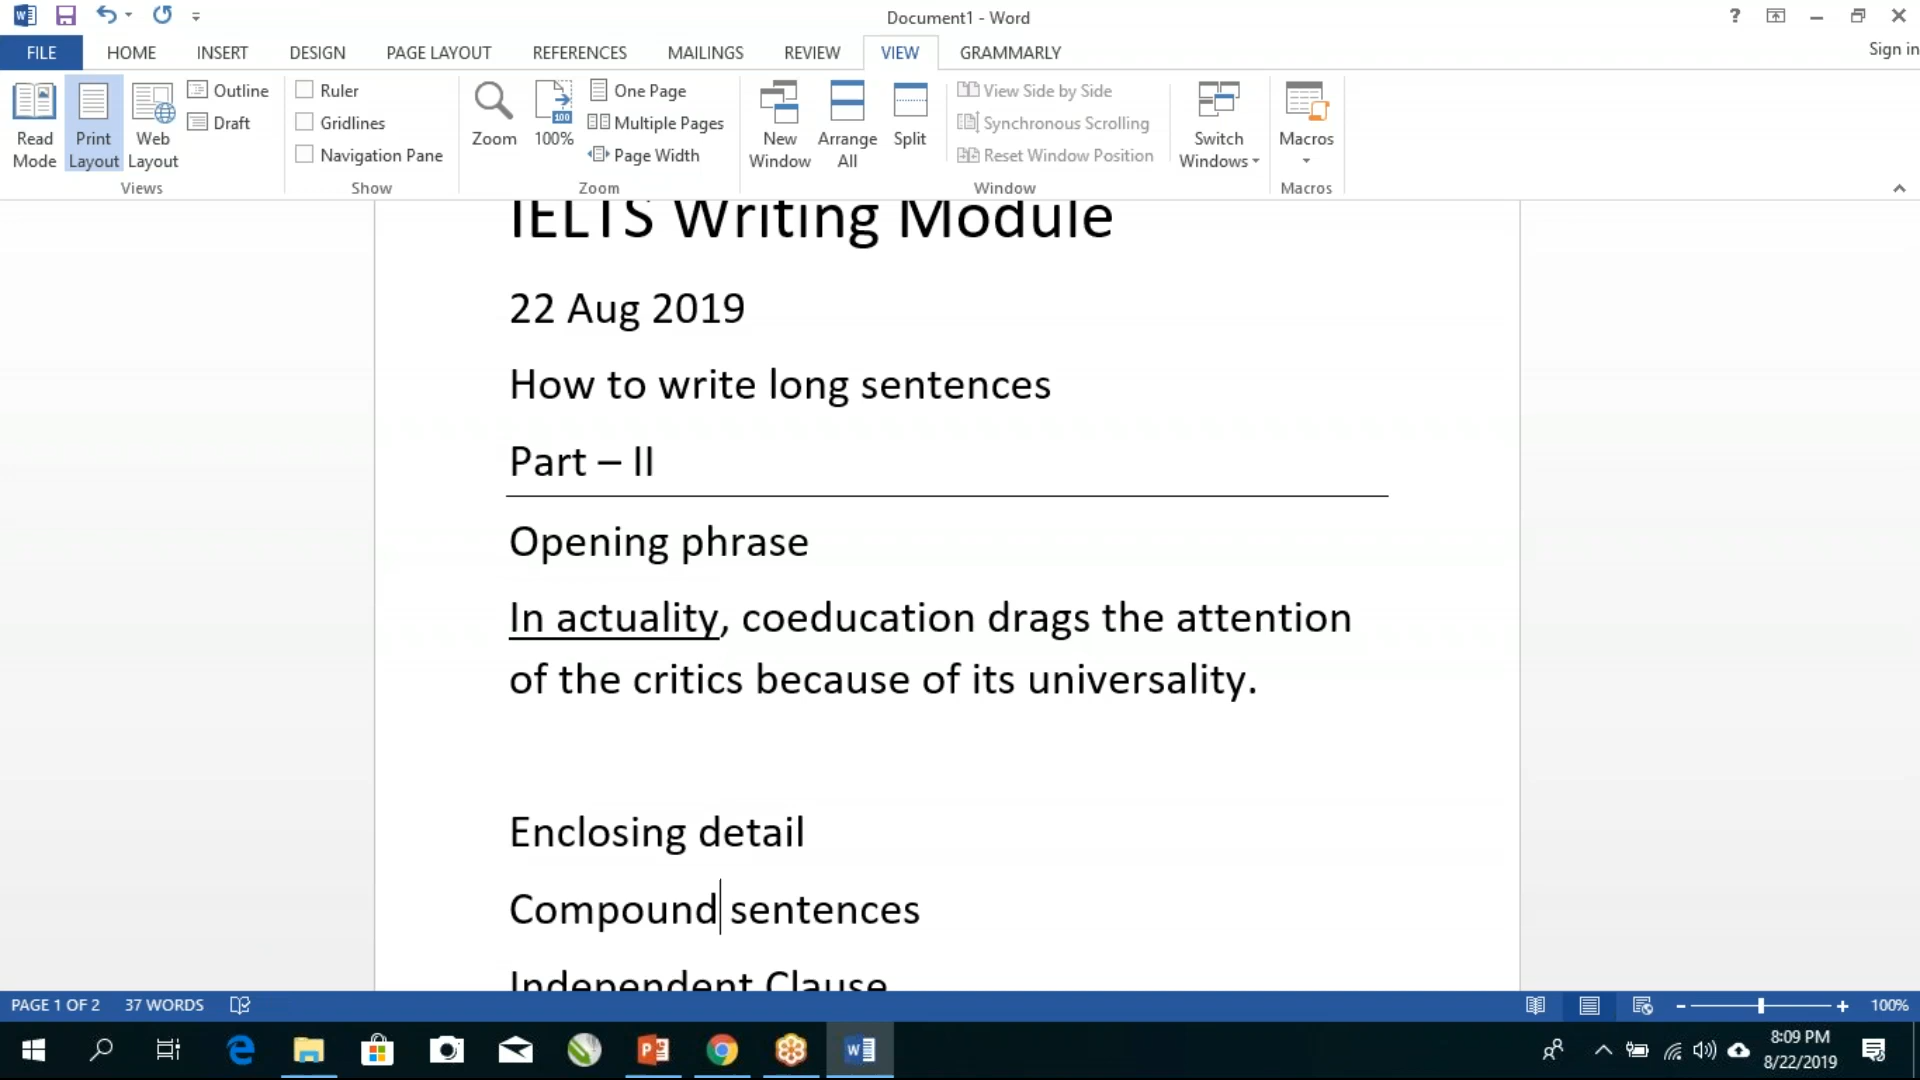 Document1 - Word
?
FILE HOME INSERT DESIGN PAGE LAYOUT REFERENCES MAILINGS REVIEW VIEW GRAMMARLY Sign in
Read Mode
Print Layout
Web Layout
Outline
Draft
Views
Ruler
Gridlines
Navigation Pane
Show
Zoom
100
100%
One Page
Multiple Pages
Page Width
Zoom
New Window
Arrange All
Split
View Side by Side
Synchronous Scrolling
Reset Window Position
Window
Switch Windows
Macros
Macros
IELTS Writing Module
22 Aug 2019
How to write long sentences
Part – II
Opening phrase
In actuality, coeducation drags the attention
of the critics because of its universality.
Enclosing detail
Compound sentences
Independent Clause
PAGE 1 OF 2 37 WORDS 100%
8:09 PM
8/22/2019